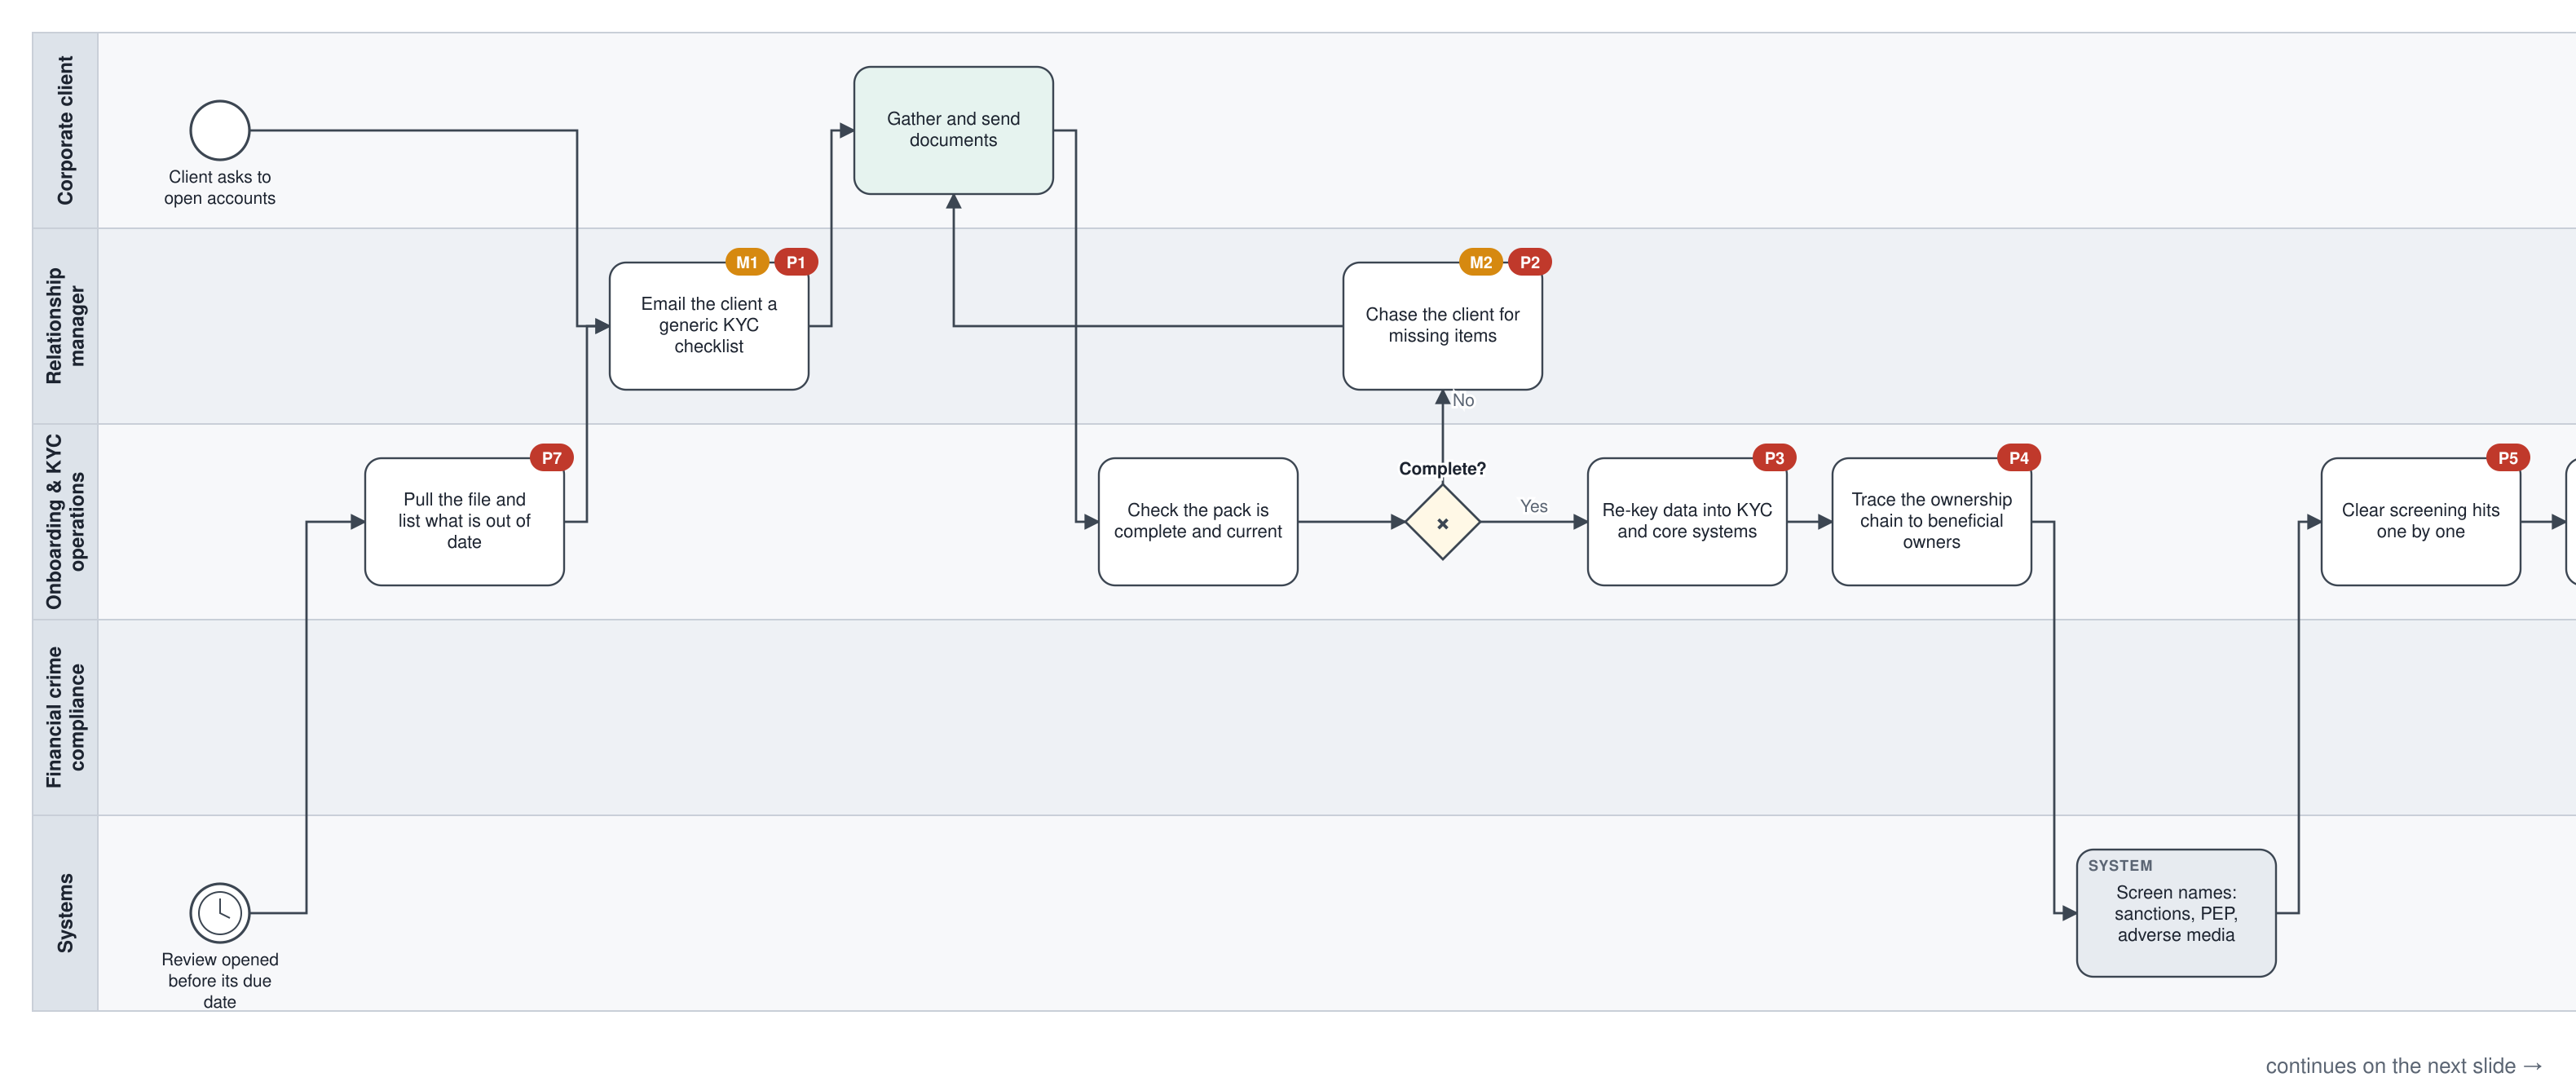 Corporate client
Client asks to
open accounts
Gather and send
documents
Relationship
manager
M1
P1
Email the client a
generic KYC
checklist
M2
P2
Chase the client for
missing items
No
Onboarding & KYC
operations
P7
Pull the file and
list what is out of
date
Check the pack is
complete and current
Complete?
Yes
P3
Re-key data into KYC
and core systems
P4
Trace the ownership
chain to beneficial
owners
P5
Clear screening hits
one by one
Financial crime
compliance
Systems
Review opened
before its due
date
SYSTEM
Screen names:
sanctions, PEP,
adverse media
continues on the next slide →